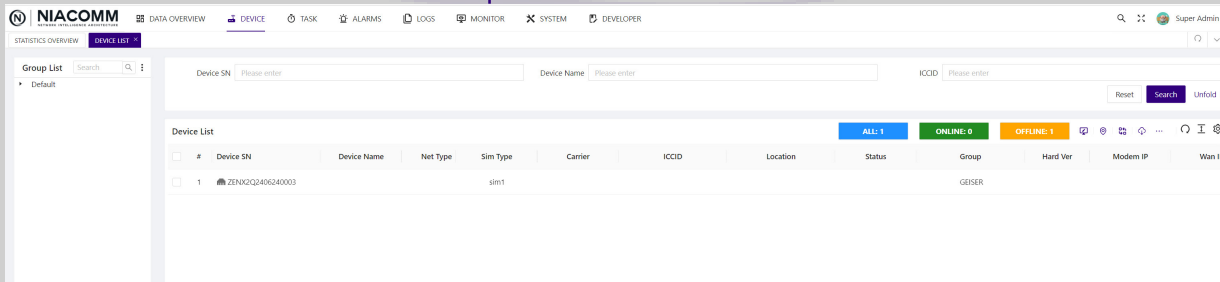 NIACOMM
NETWORK INTELLIGENCE ARCHITECTURE
DATA OVERVIEW DEVICE TASK ALARMS LOGS MONITOR SYSTEM DEVELOPER Super Admin
STATISTICS OVERVIEW DEVICE LIST ×
Group List Search
Default
Device SN Please enter Device Name Please enter ICCID Please enter
Reset Search Unfold
Device List ALL: 1 ONLINE: 0 OFFLINE: 1
# Device SN Device Name Net Type Sim Type Carrier ICCID Location Status Group Hard Ver Modem IP Wan I
1 ZENX2Q2406240003 sim1 GEISER